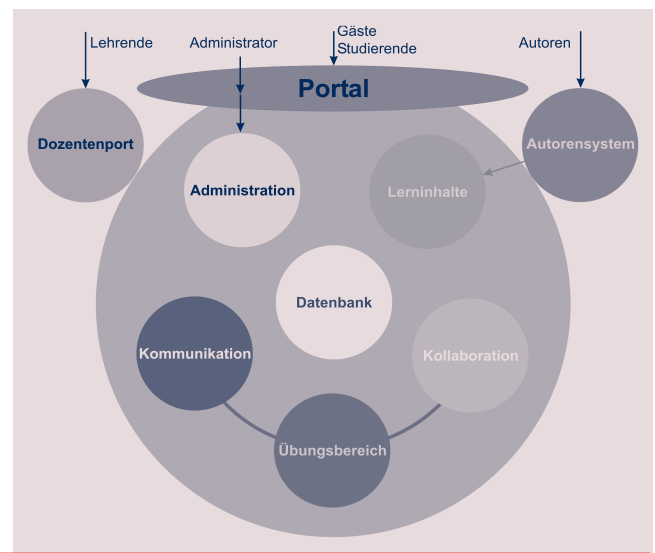 Lehrende
Administrator
Gäste
Studierende
Autoren
Portal
Dozentenport
Autorensystem
Administration
Lerninhalte
Datenbank
Kommunikation
Kollaboration
Übungsbereich